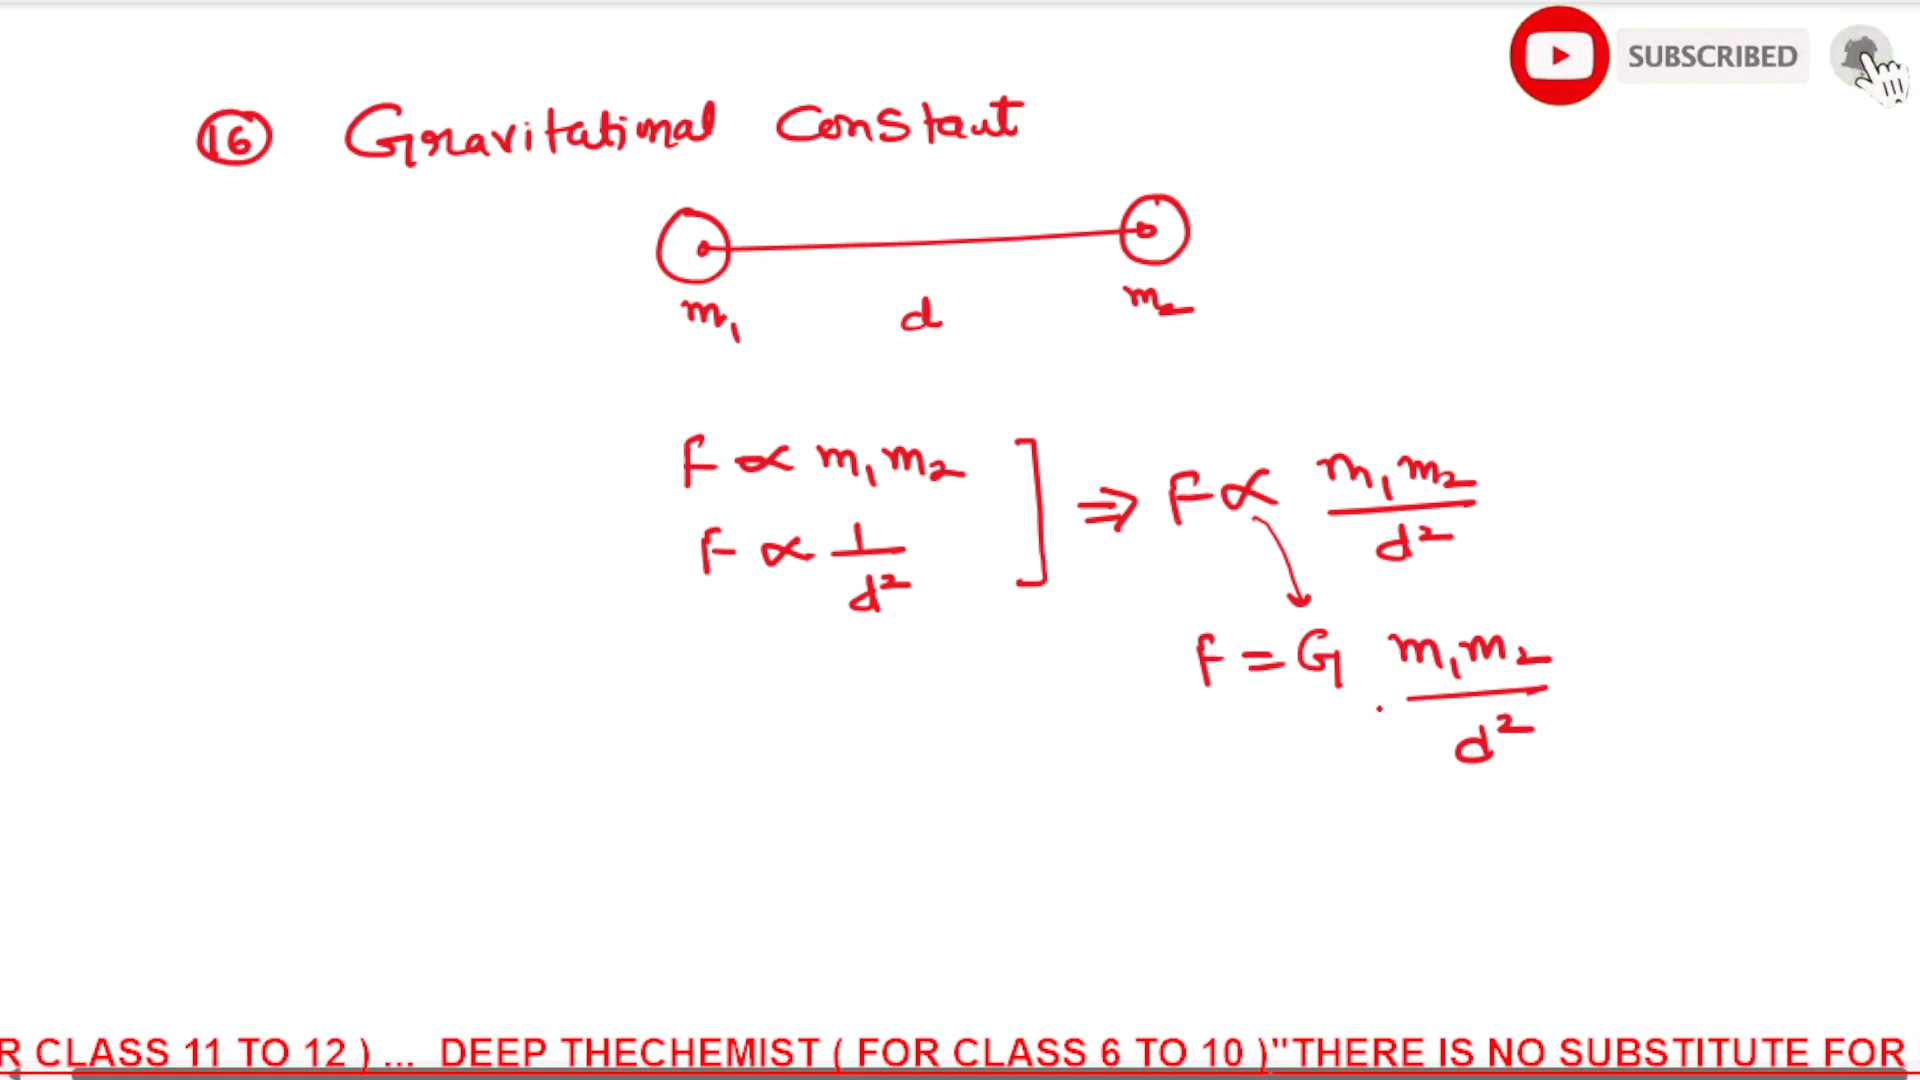 SUBSCRIBED
16 Gravitational Constant
m₁ d m₂
F ∝ m₁m₂
F ∝ 1/d²
⇒ F ∝ m₁m₂/d²
F = G m₁m₂/d²
R CLASS 11 TO 12 ) ... DEEP THECHEMIST ( FOR CLASS 6 TO 10 )"THERE IS NO SUBSTITUTE FOR